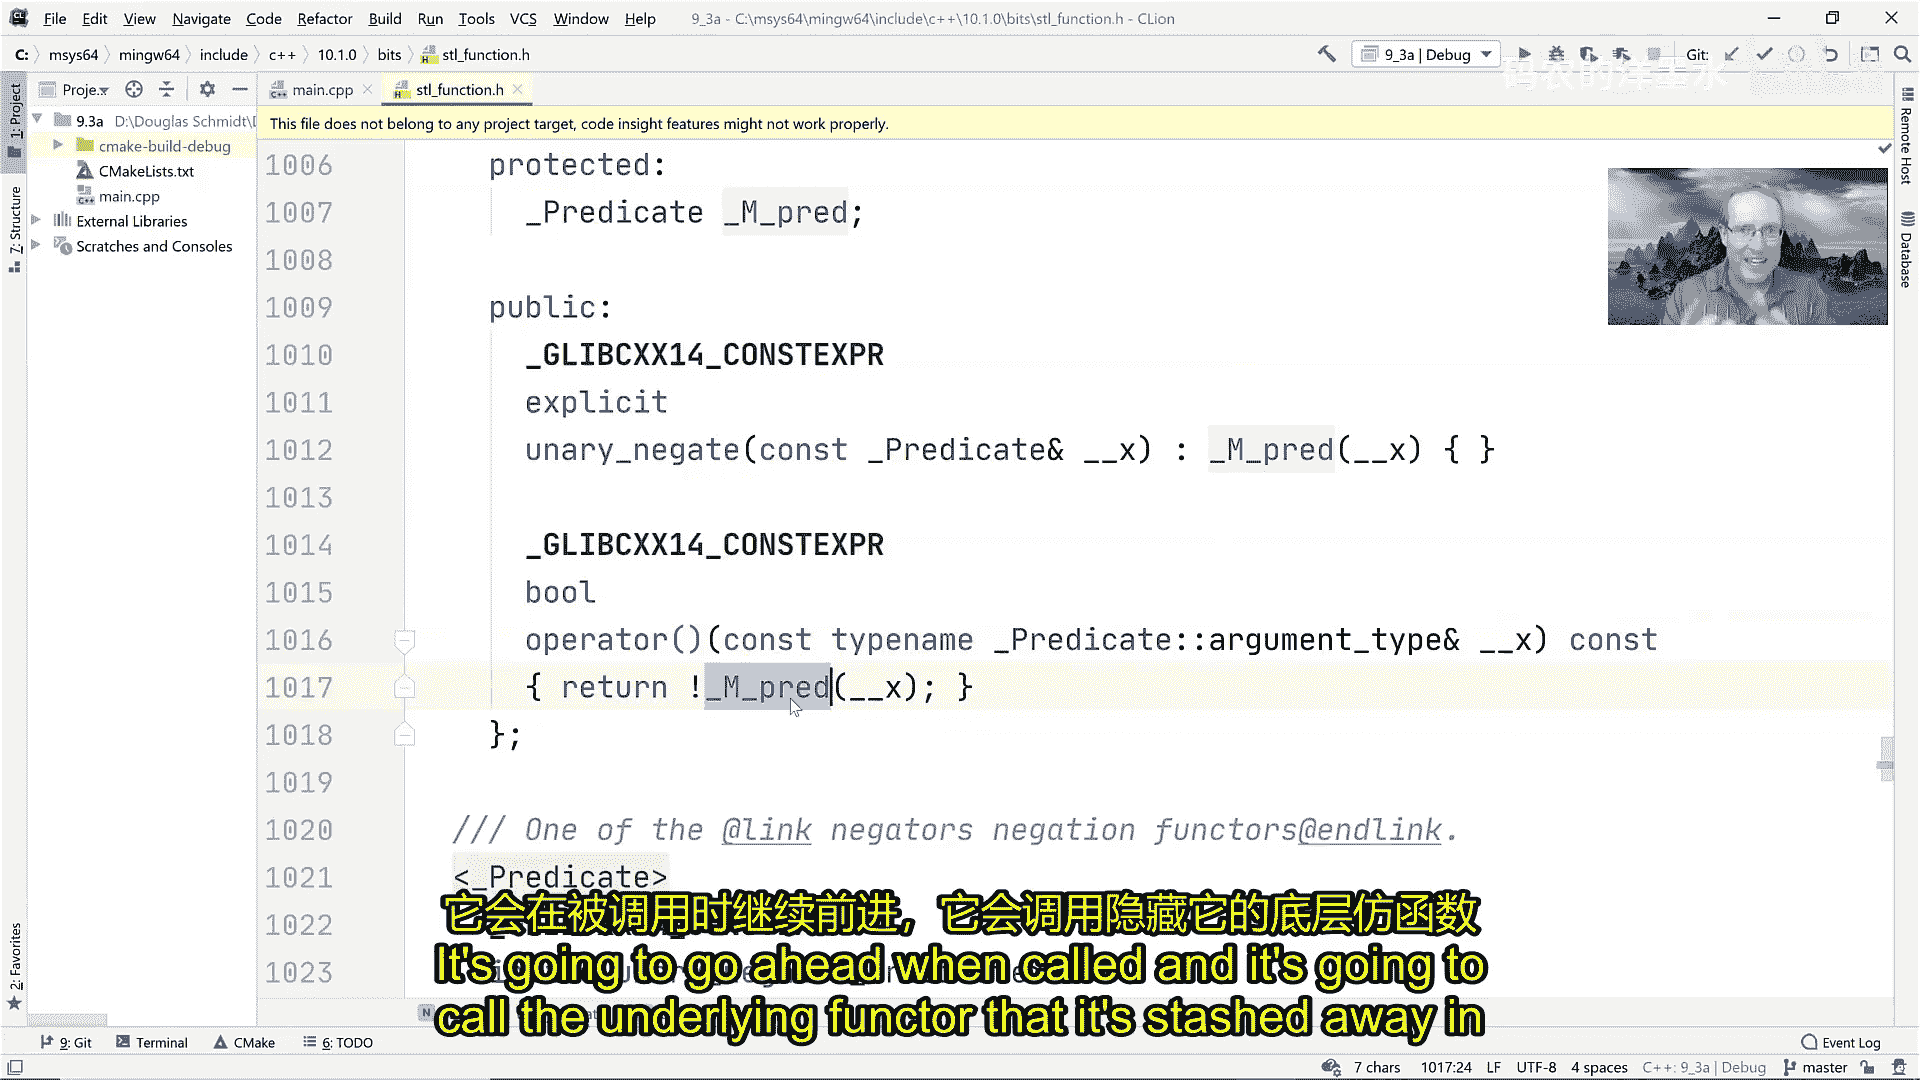 File Edit View Navigate Code Refactor Build Run Tools VCS Window Help 9_3a - C:\msys64\mingw64\include\c++\10.1.0\bits\stl_function.h - CLion
C: msys64 mingw64 include c++ 10.1.0 bits stl_function.h 9_3a | Debug Git:
Proje.. main.cpp stl_function.h
1: Project
9.3a D:\Douglas Schmidt\
This file does not belong to any project target, code insight features might not work properly.
cmake-build-debug
CMakeLists.txt
main.cpp
External Libraries
Scratches and Consoles
Z: Structure
2: Favorites
Remote Host
Database
1006 protected:
1007 _Predicate _M_pred;
1008
1009 public:
1010 _GLIBCXX14_CONSTEXPR
1011 explicit
1012 unary_negate(const _Predicate& __x) : _M_pred(__x) { }
1013
1014 _GLIBCXX14_CONSTEXPR
1015 bool
1016 operator()(const typename _Predicate::argument_type& __x) const
1017 { return !_M_pred(__x); }
1018 };
1019
1020 /// One of the @link negators negation functors@endlink.
1021 <_Predicate>
1022
1023
它会在被调用时继续前进，它会调用隐藏它的底层仿函数
It's going to go ahead when called and it's going to
call the underlying functor that it's stashed away in
9: Git Terminal CMake 6: TODO Event Log
7 chars 1017:24 LF UTF-8 4 spaces C++: 9_3a | Debug master